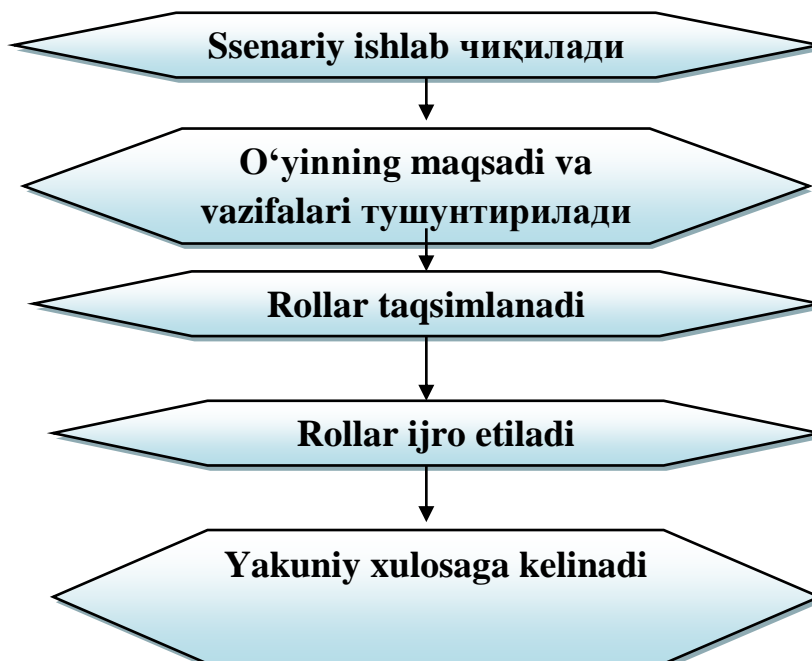 Ssenariy ishlab чиқилади
O‘yinning maqsadi va
vazifalari тушунтирилади
Rollar taqsimlanadi
Rollar ijro etiladi
Yakuniy xulosaga kelinadi